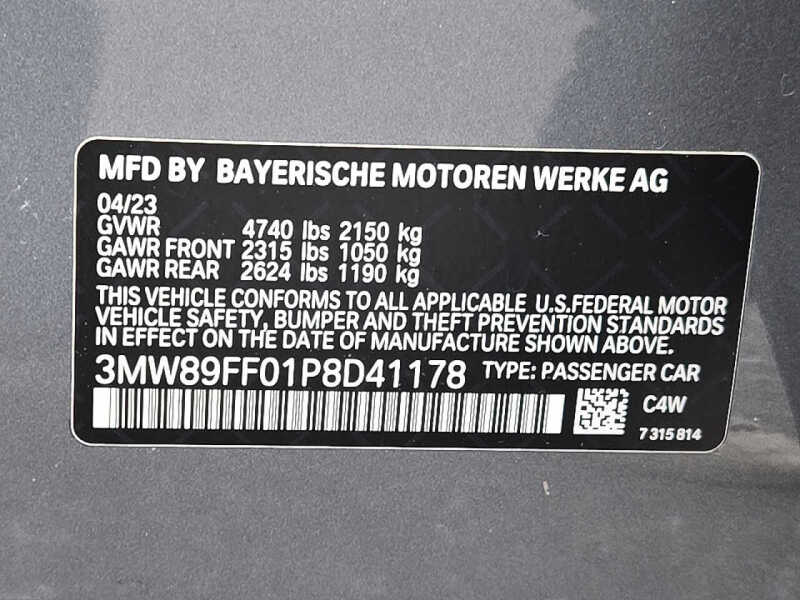 MFD BY BAYERISCHE MOTOREN WERKE AG
04/23
GVWR 4740 lbs 2150 kg
GAWR FRONT 2315 lbs 1050 kg
GAWR REAR 2624 lbs 1190 kg
THIS VEHICLE CONFORMS TO ALL APPLICABLE U.S.FEDERAL MOTOR
VEHICLE SAFETY, BUMPER AND THEFT PREVENTION STANDARDS
IN EFFECT ON THE DATE OF MANUFACTURE SHOWN ABOVE.
3MW89FF01P8D41178 TYPE: PASSENGER CAR
C4W
7 315 814